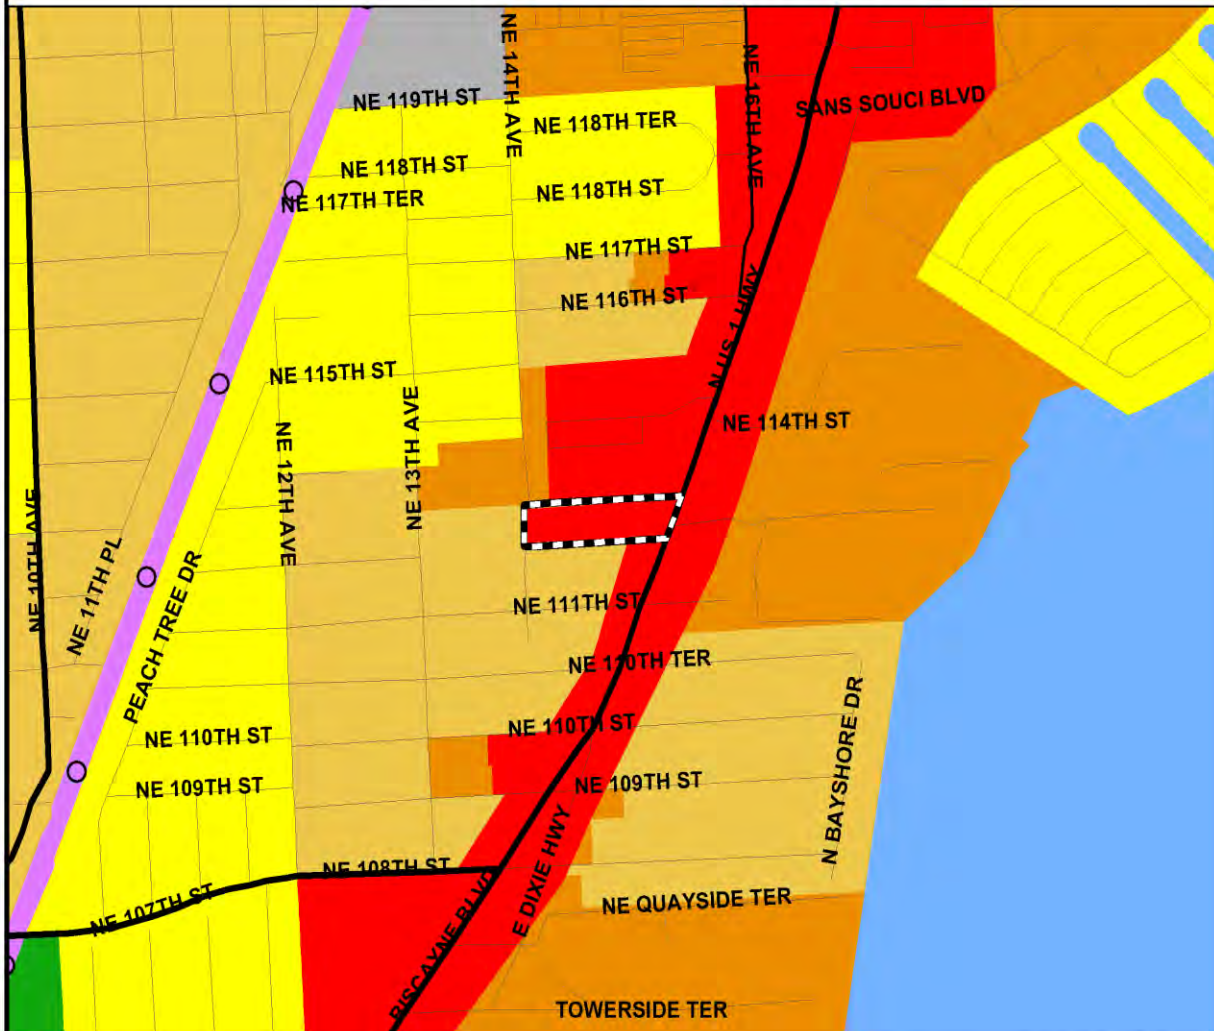 NE 14TH AVE
NE 16TH AVE
NE 119TH ST
SANS SOUCI BLVD
NE 118TH TER
NE 118TH ST
NE 118TH ST
NE 117TH TER
NE 117TH ST
NE 116TH ST
N US 1 HWY
NE 115TH ST
NE 13TH AVE
NE 114TH ST
NE 12TH AVE
NE 10TH AVE
NE 11TH PL
PEACH TREE DR
NE 111TH ST
NE 110TH TER
N BAYSHORE DR
NE 110TH ST
NE 110TH ST
NE 109TH ST
NE 109TH ST
E DIXIE HWY
NE 108TH ST
NE 107TH ST
BISCAYNE BLVD
NE QUAYSIDE TER
TOWERSIDE TER